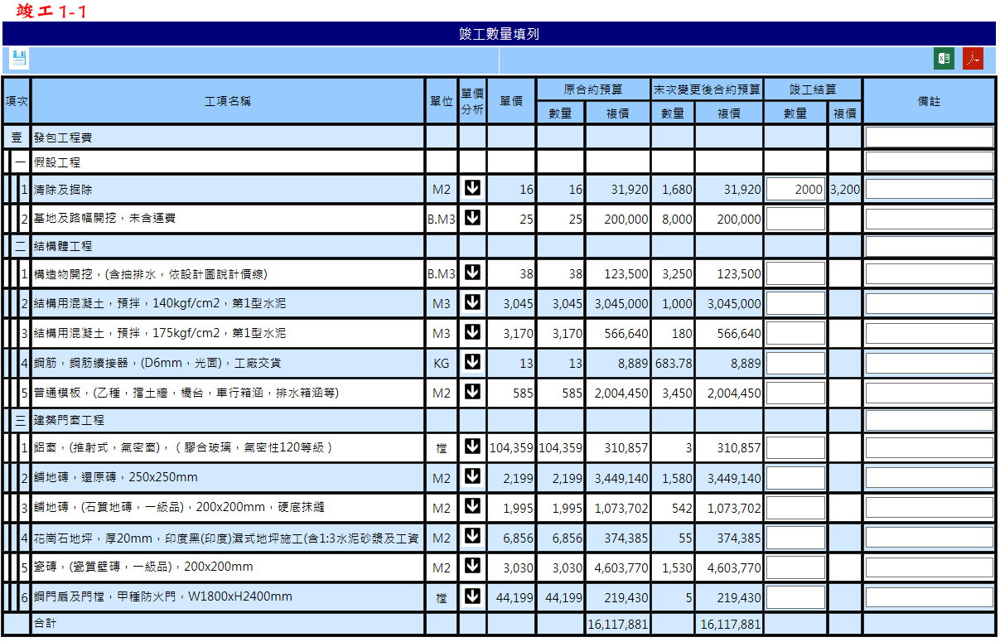 竣工1-1
竣工數量填列
項次 工項名稱 單位 單價分析 單價 原合約預算 末次變更後合約預算 竣工結算 備註
數量 複價 數量 複價 數量 複價
壹 發包工程費
一 假設工程
1 清除及掘除 M2 16 16 31,920 1,680 31,920 2000 3,200
2 基地及路幅開挖，未含運費 B.M3 25 25 200,000 8,000 200,000
二 結構體工程
1 構造物開挖，(含抽排水，依設計圖說計價線) B.M3 38 38 123,500 3,250 123,500
2 結構用混凝土，預拌，140kgf/cm2，第1型水泥 M3 3,045 3,045 3,045,000 1,000 3,045,000
3 結構用混凝土，預拌，175kgf/cm2，第1型水泥 M3 3,170 3,170 566,640 180 566,640
4 鋼筋，鋼筋續接器，(D6mm，光面)，工廠交貨 KG 13 13 8,889 683.78 8,889
5 普通模板，(乙種，擋土牆，橋台，車行箱涵，排水箱涵等) M2 585 585 2,004,450 3,450 2,004,450
三 建築門窗工程
1 鋁窗，(推射式，氣密窗)，（膠合玻璃，氣密性120等級） 樘 104,359 104,359 310,857 3 310,857
2 鋪地磚，還原磚，250x250mm M2 2,199 2,199 3,449,140 1,580 3,449,140
3 鋪地磚，(石質地磚，一級品)，200x200mm，硬底抹縫 M2 1,995 1,995 1,073,702 542 1,073,702
4 花崗石地坪，厚20mm，印度黑(印度)濕式地坪施工(含1:3水泥砂漿及工資 M2 6,856 6,856 374,385 55 374,385
5 瓷磚，(瓷質壁磚，一級品)，200x200mm M2 3,030 3,030 4,603,770 1,530 4,603,770
6 鋼門扇及門樘，甲種防火門，W1800xH2400mm 樘 44,199 44,199 219,430 5 219,430
合計 16,117,881 16,117,881